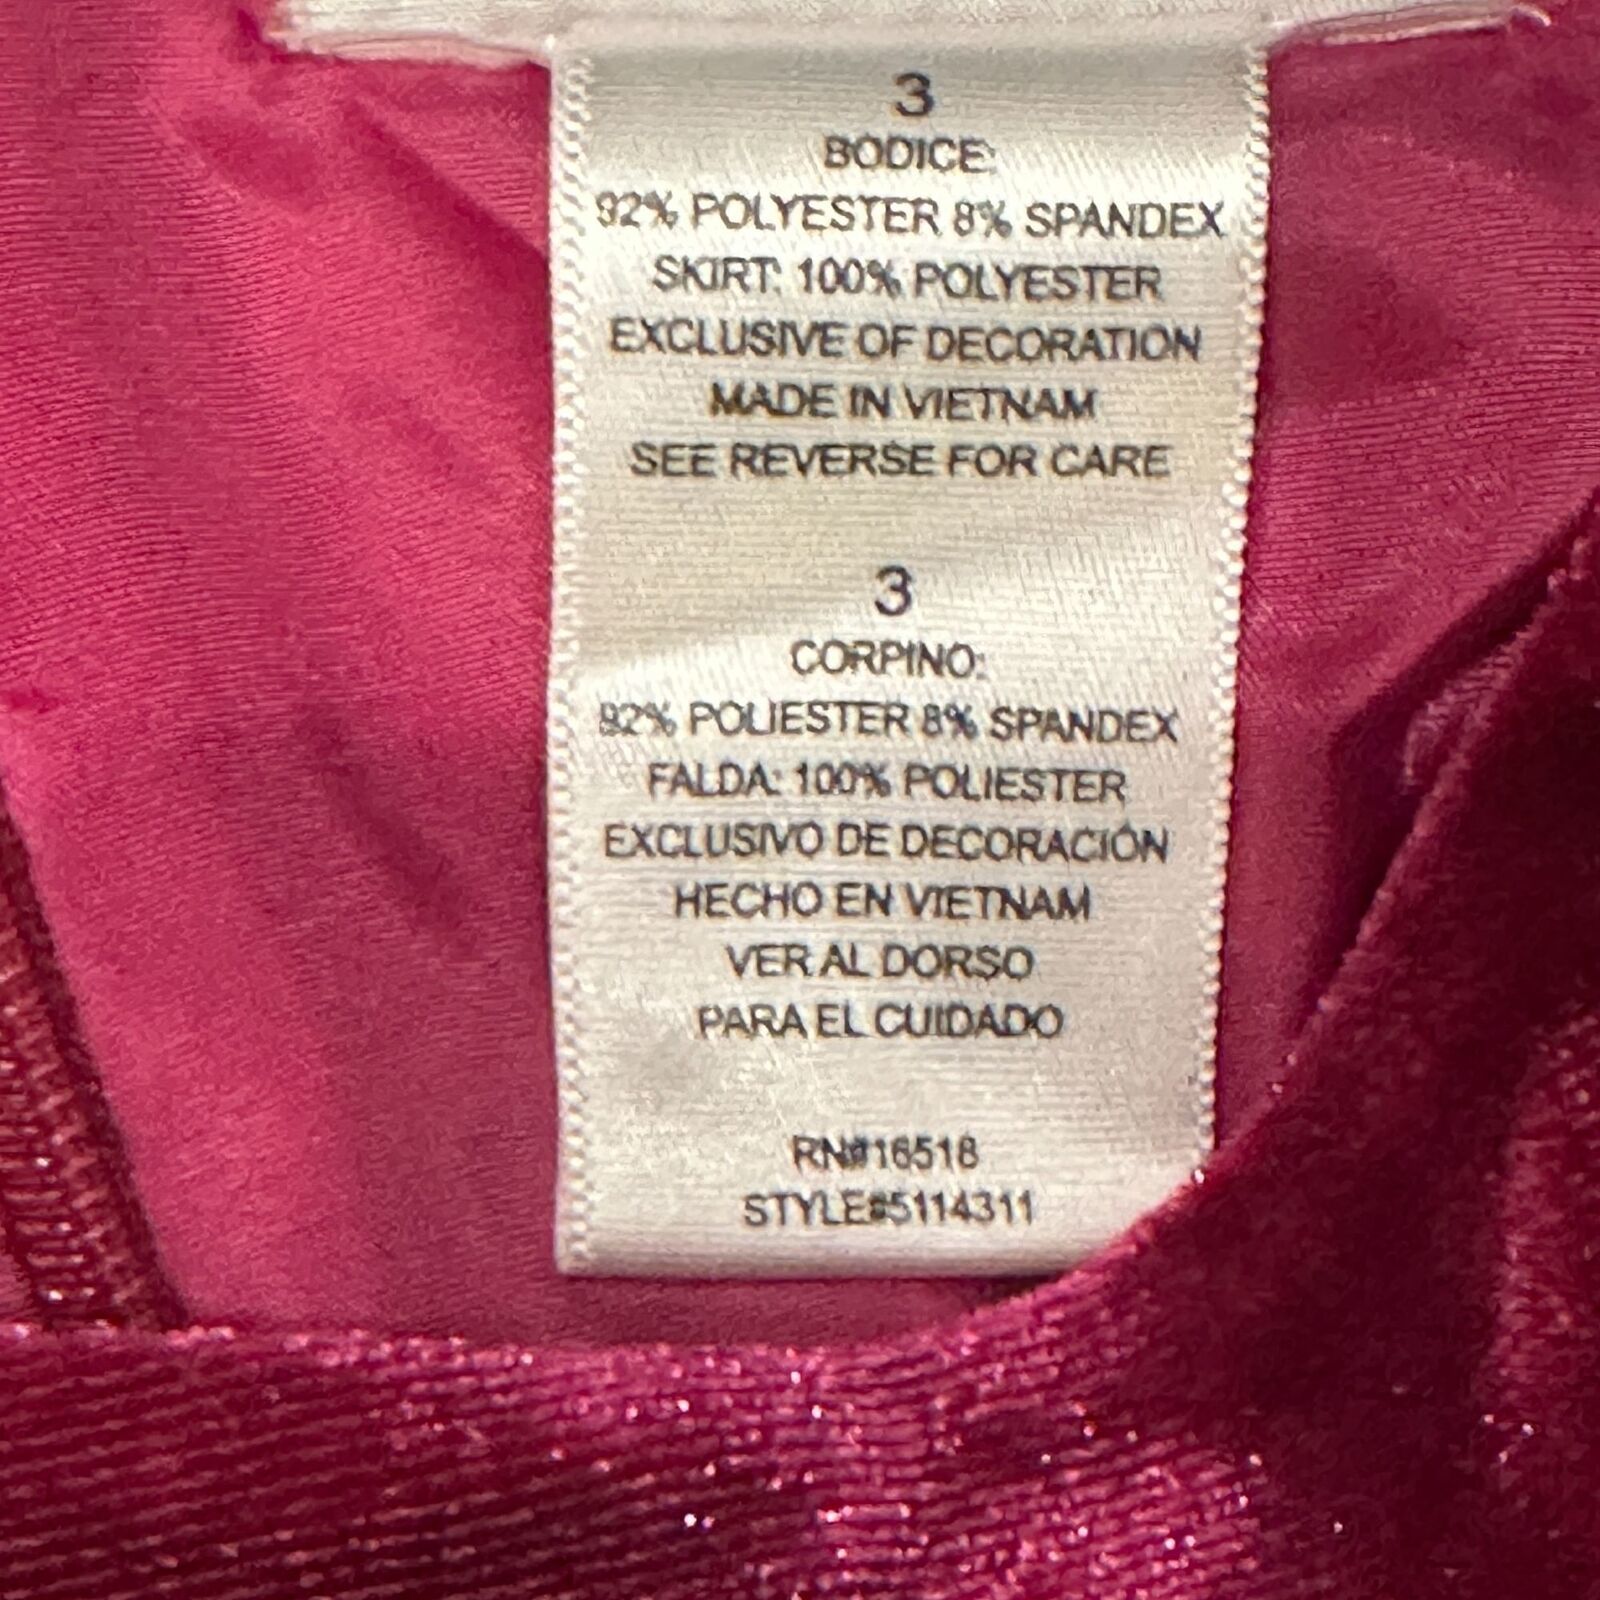 3
BODICE:
92% POLYESTER 8% SPANDEX
SKIRT: 100% POLYESTER
EXCLUSIVE OF DECORATION
MADE IN VIETNAM
SEE REVERSE FOR CARE
3
CORPINO:
92% POLIESTER 8% SPANDEX
FALDA: 100% POLIESTER
EXCLUSIVO DE DECORACIÓN
HECHO EN VIETNAM
VER AL DORSO
PARA EL CUIDADO
RN#16518
STYLE#5114311